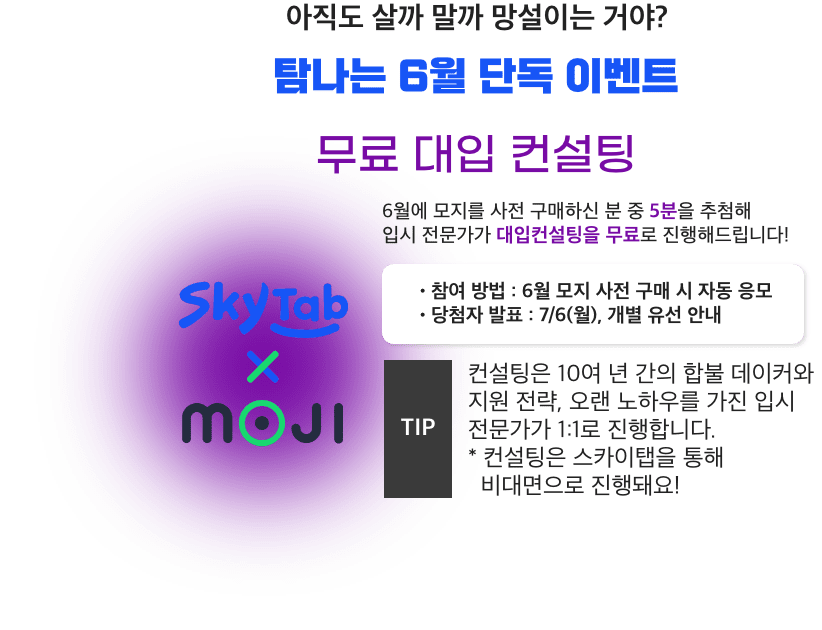 아직도 살까 말까 망설이는 거야?
탐나는 6월 단독 이벤트
무료 대입 컨설팅
6월에 모지를 사전 구매하신 분 중 5분을 추첨해
입시 전문가가 대입컨설팅을 무료로 진행해드립니다!
SkyTab
X
MOJI
• 참여 방법 : 6월 모지 사전 구매 시 자동 응모
• 당첨자 발표 : 7/6(월), 개별 유선 안내
TIP
컨설팅은 10여 년 간의 합불 데이커와
지원 전략, 오랜 노하우를 가진 입시
전문가가 1:1로 진행합니다.
* 컨설팅은 스카이탭을 통해
비대면으로 진행돼요!